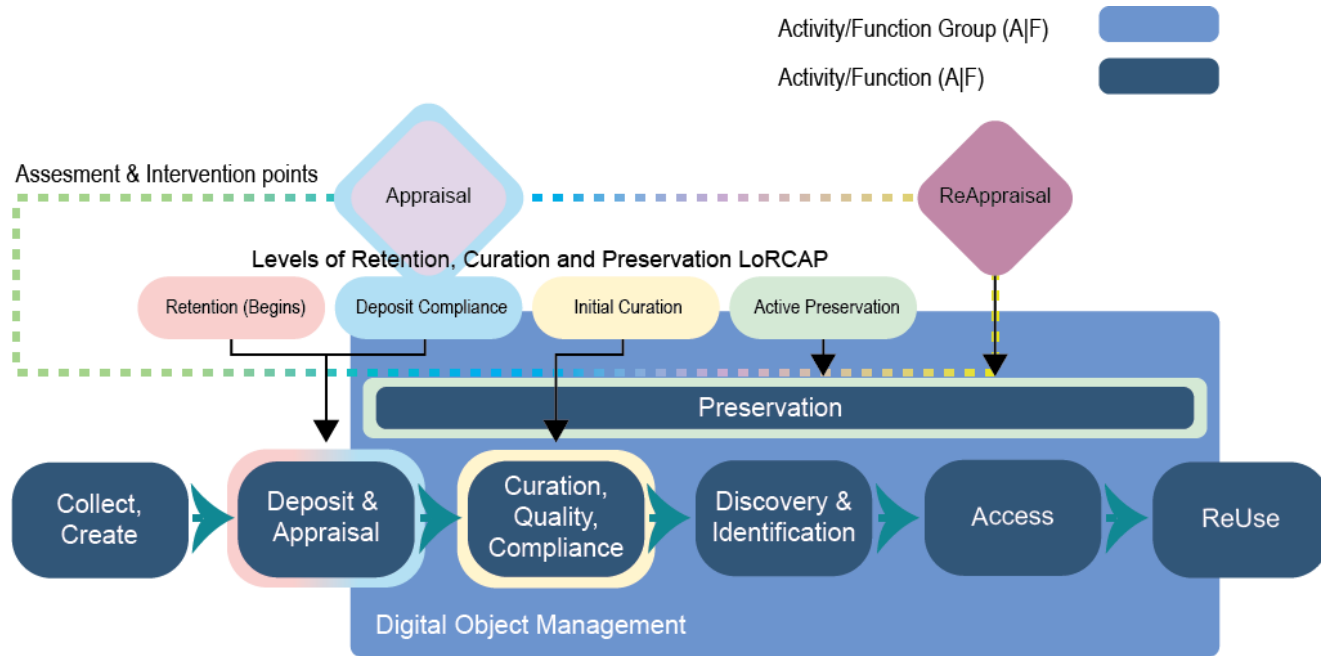 Activity/Function Group (A|F)
Activity/Function (A|F)
Assesment & Intervention points
Appraisal
ReAppraisal
Levels of Retention, Curation and Preservation LoRCAP
Retention (Begins)
Deposit Compliance
Initial Curation
Active Preservation
Preservation
Collect,
Create
Deposit &
Appraisal
Curation,
Quality,
Compliance
Discovery &
Identification
Access
ReUse
Digital Object Management